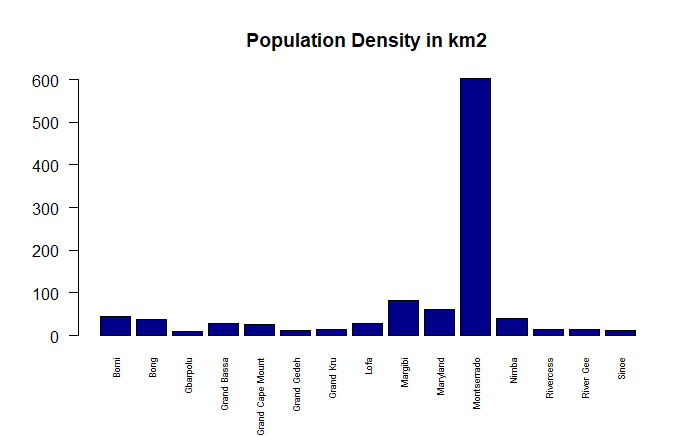 Population Density in km2
600
500
400
300
200
100
0
Bomi
Bong
Gbarpolu
Grand Bassa
Grand Cape Mount
Grand Gedeh
Grand Kru
Lofa
Margibi
Maryland
Montserrado
Nimba
Rivercess
River Gee
Sinoe